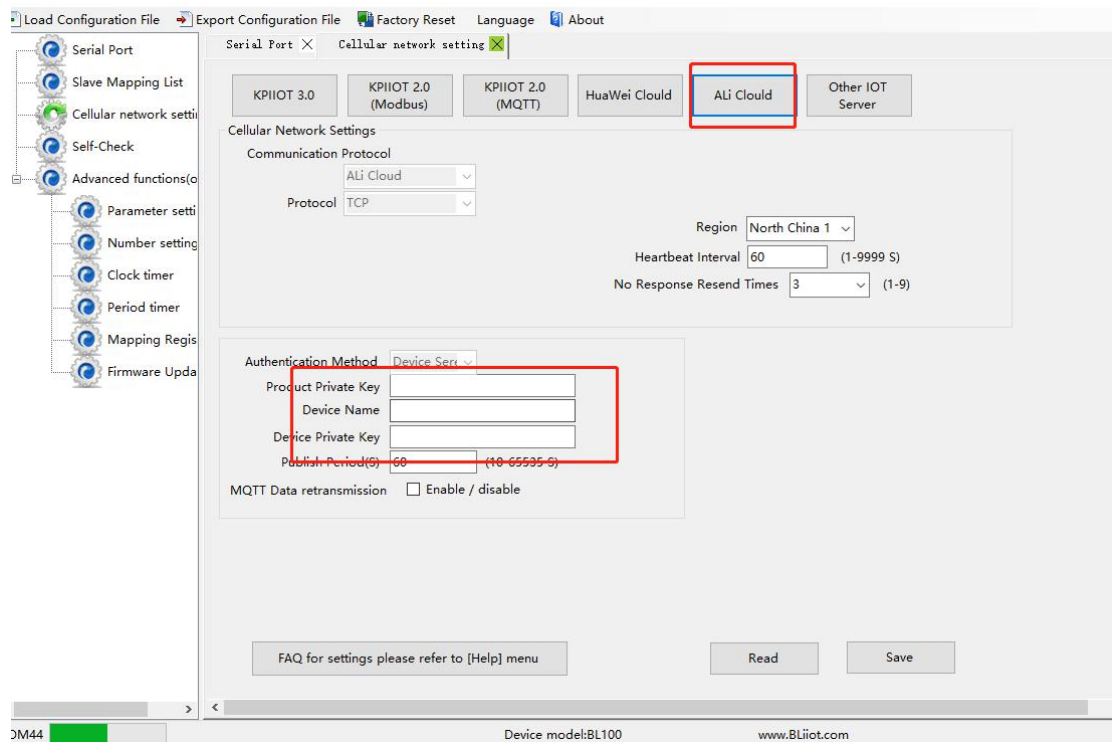 Load Configuration File Export Configuration File Factory Reset Language About
Serial Port
Slave Mapping List
Cellular network settin
Self-Check
Advanced functions(o
Parameter setti
Number setting
Clock timer
Period timer
Mapping Regis
Firmware Upda
Serial Port Cellular network setting
KPIIOT 3.0
KPIIOT 2.0
(Modbus)
KPIIOT 2.0
(MQTT)
HuaWei Clould
ALi Clould
Other IOT
Server
Cellular Network Settings
Communication Protocol
ALi Cloud
Protocol TCP
Region North China 1
Heartbeat Interval 60 (1-9999 S)
No Response Resend Times 3 (1-9)
Authentication Method Device Sere
Product Private Key
Device Name
Device Private Key
Publish Period(S) 60 (10-65535 S)
MQTT Data retransmission Enable / disable
FAQ for settings please refer to [Help] menu
Read
Save
OM44 Device model:BL100 www.BLiiot.com